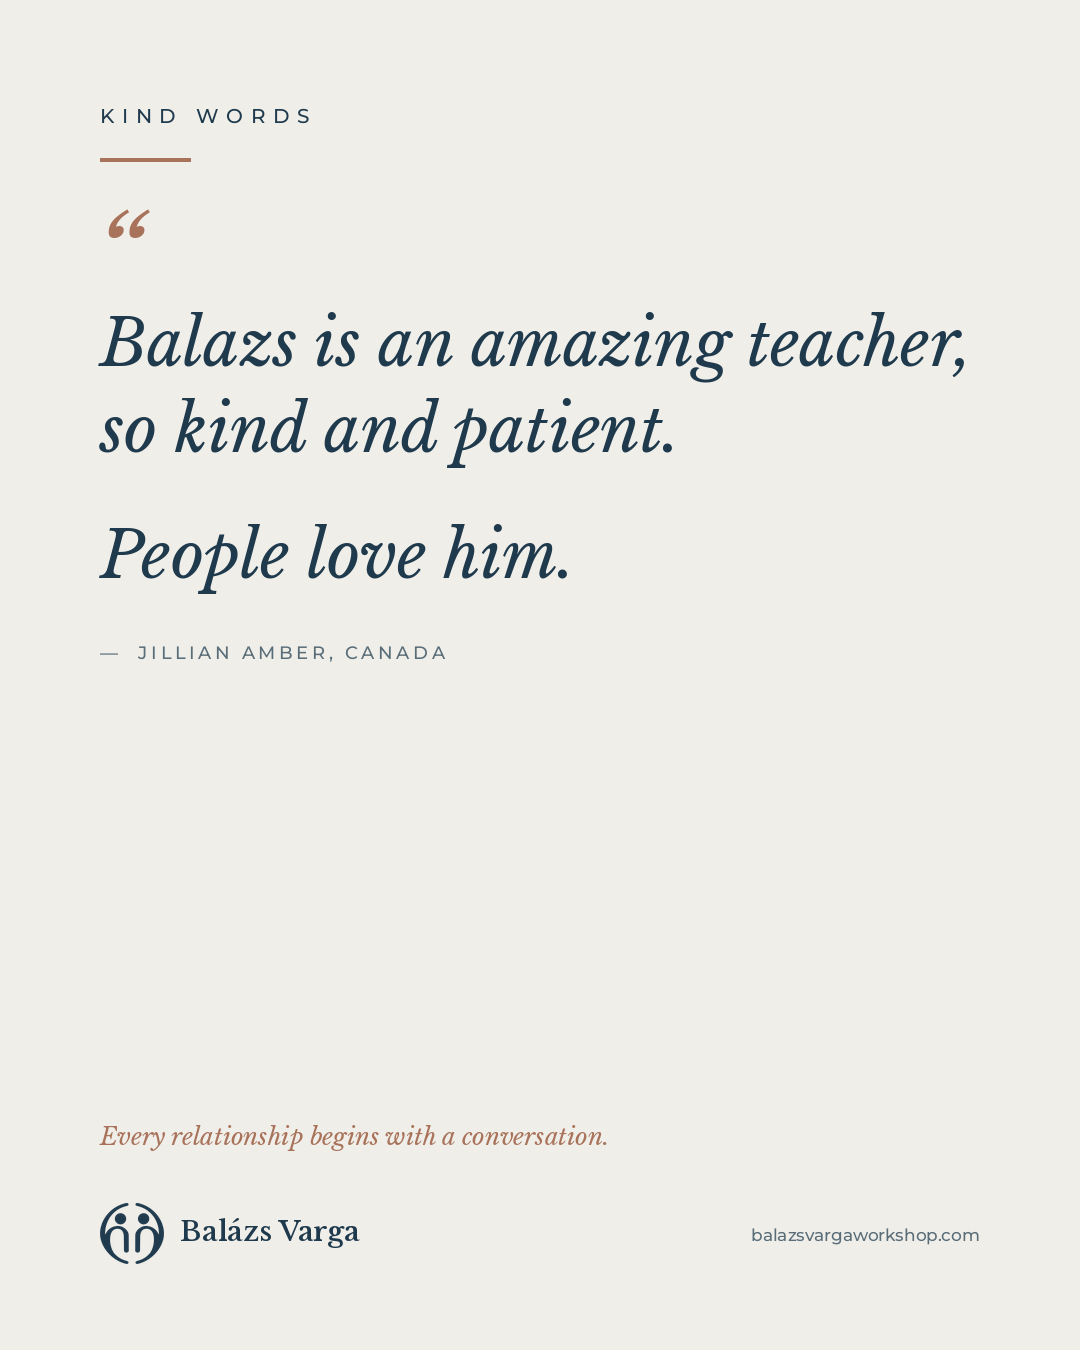 KIND WORDS
“
Balazs is an amazing teacher,
so kind and patient.
People love him.
— JILLIAN AMBER, CANADA
Every relationship begins with a conversation.
Balázs Varga
balazsvargaworkshop.com